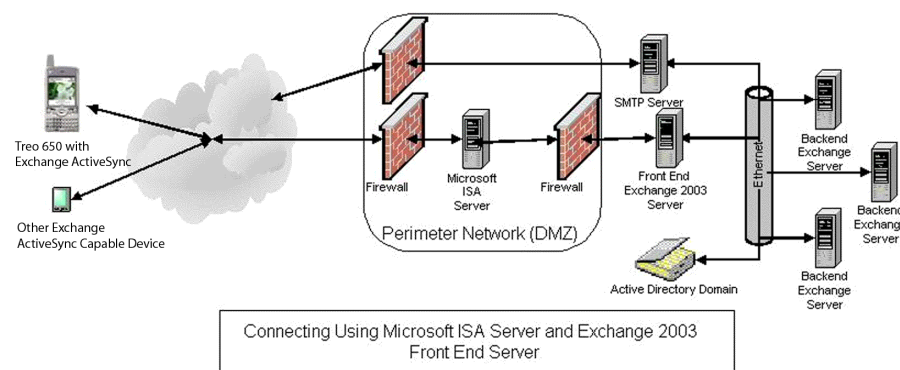 Treo 650 with
Exchange ActiveSync
Other Exchange
ActiveSync Capable Device
Firewall
Microsoft
ISA
Server
Firewall
Perimeter Network (DMZ)
SMTP Server
Front End
Exchange 2003
Server
Ethernet
Backend
Exchange
Server
Backend
Exchange
Server
Backend
Exchange
Server
Active Directory Domain
Connecting Using Microsoft ISA Server and Exchange 2003
Front End Server